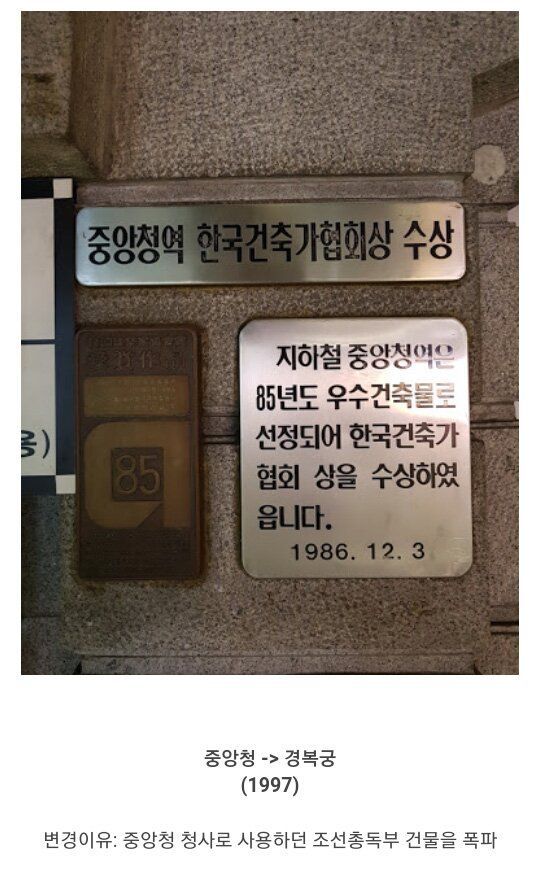 중앙청역 한국건축가협회상 수상
지하철 중앙청역은
85년도 우수건축물로
선정되어 한국건축가
협회 상을 수상하였
읍니다.
1986. 12. 3
85
중앙청 -> 경복궁
(1997)
변경이유: 중앙청 청사로 사용하던 조선총독부 건물을 폭파